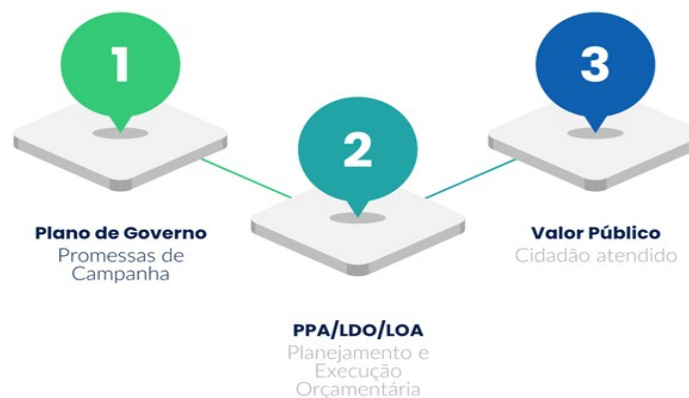 1
Plano de Governo
Promessas de
Campanha
2
PPA/LDO/LOA
Planejamento e
Execução
Orçamentária
3
Valor Público
Cidadão atendido